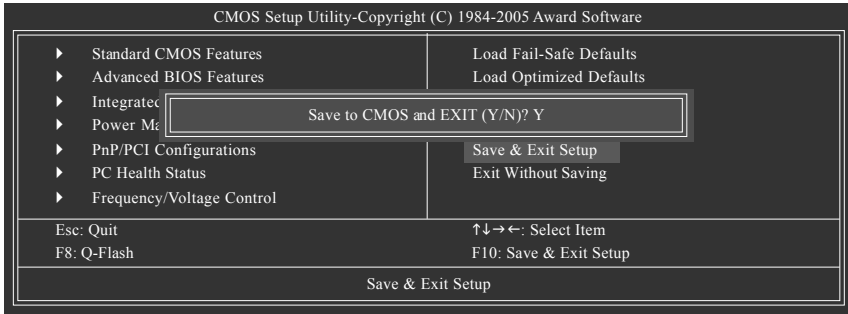 CMOS Setup Utility-Copyright (C) 1984-2005 Award Software
Standard CMOS Features
Advanced BIOS Features
Integrated
Power Ma
PnP/PCI Configurations
PC Health Status
Frequency/Voltage Control
Load Fail-Safe Defaults
Load Optimized Defaults
Save & Exit Setup
Exit Without Saving
Save to CMOS and EXIT (Y/N)? Y
Esc: Quit
↑↓→←: Select Item
F8: Q-Flash
F10: Save & Exit Setup
Save & Exit Setup